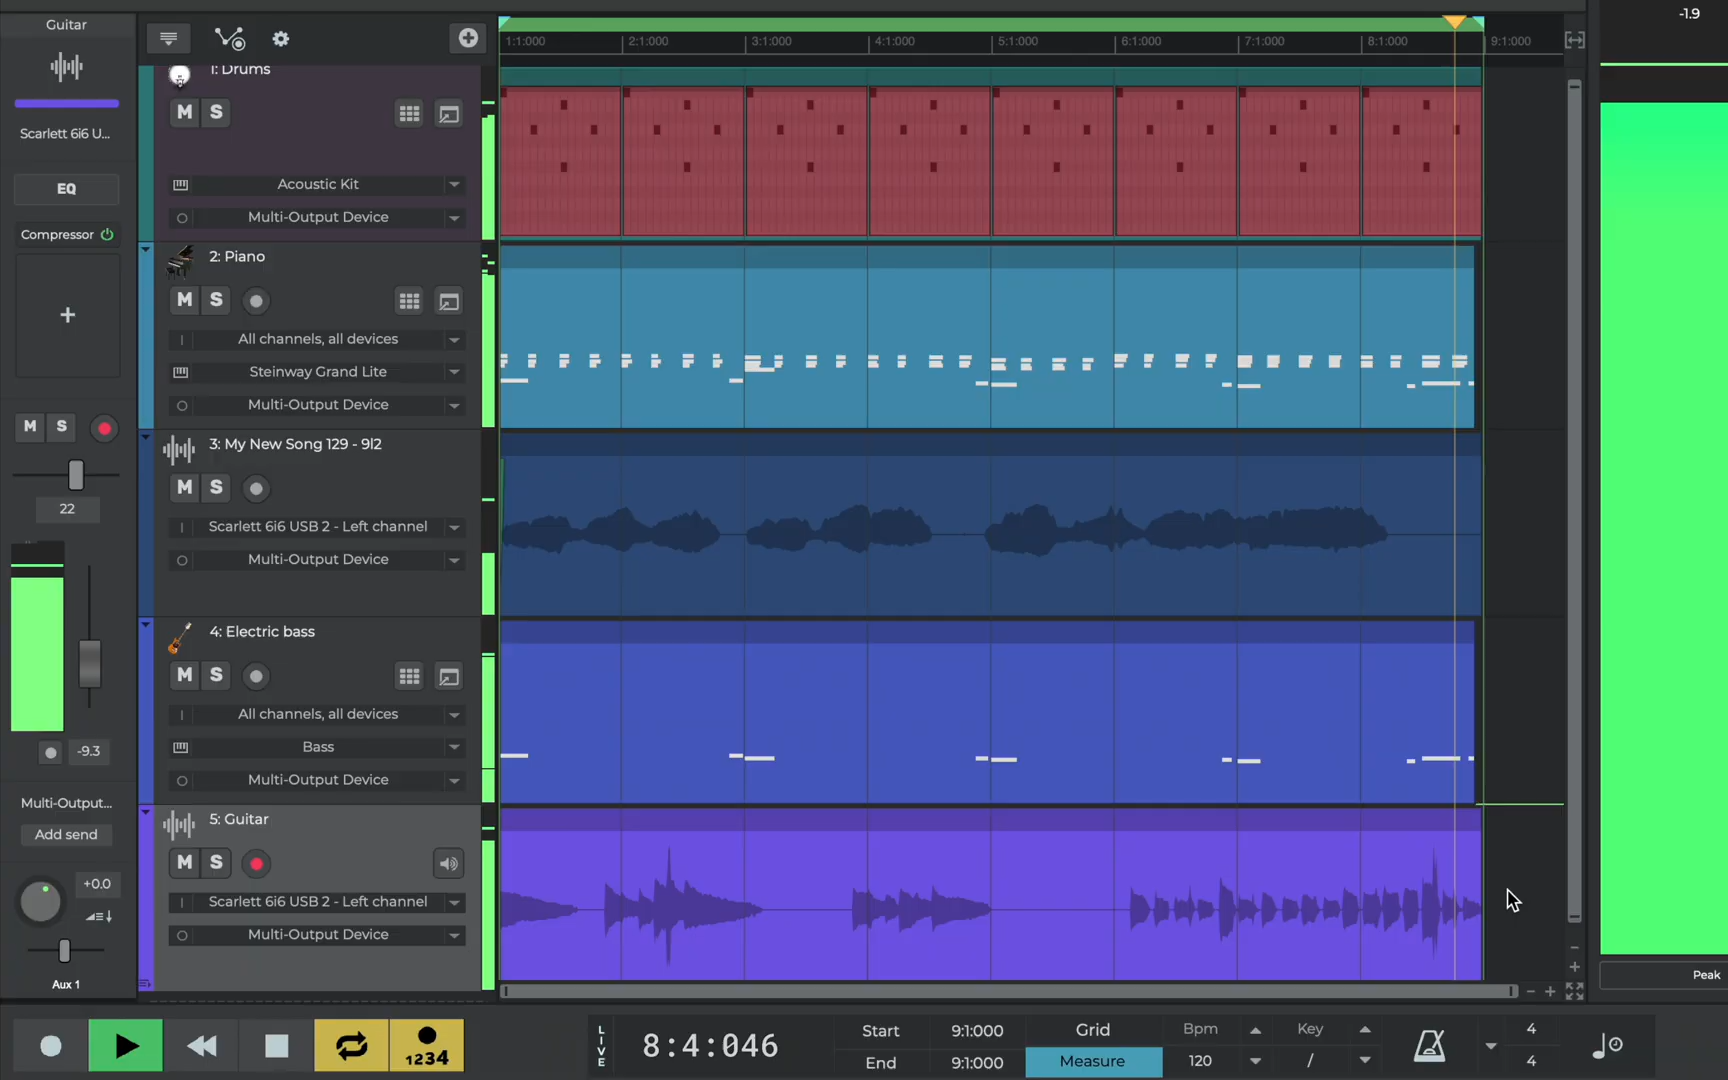 Guitar
Scarlett 6i6 U...
EQ
Compressor
+
M S
22
-9.3
Multi-Output...
Add send
+0.0
Aux 1
1: Drums
M S
Acoustic Kit
Multi-Output Device
2: Piano
M S
All channels, all devices
Steinway Grand Lite
Multi-Output Device
3: My New Song 129 - 9|2
M S
Scarlett 6i6 USB 2 - Left channel
Multi-Output Device
4: Electric bass
M S
All channels, all devices
Bass
Multi-Output Device
5: Guitar
M S
Scarlett 6i6 USB 2 - Left channel
Multi-Output Device
1:1:000 2:1:000 3:1:000 4:1:000 5:1:000 6:1:000 7:1:000 8:1:000 9:1:000
-1.9
Peak
1234
LIVE
8:4:046
Start 9:1:000
End 9:1:000
Grid
Measure
Bpm
120
Key
/
4
4